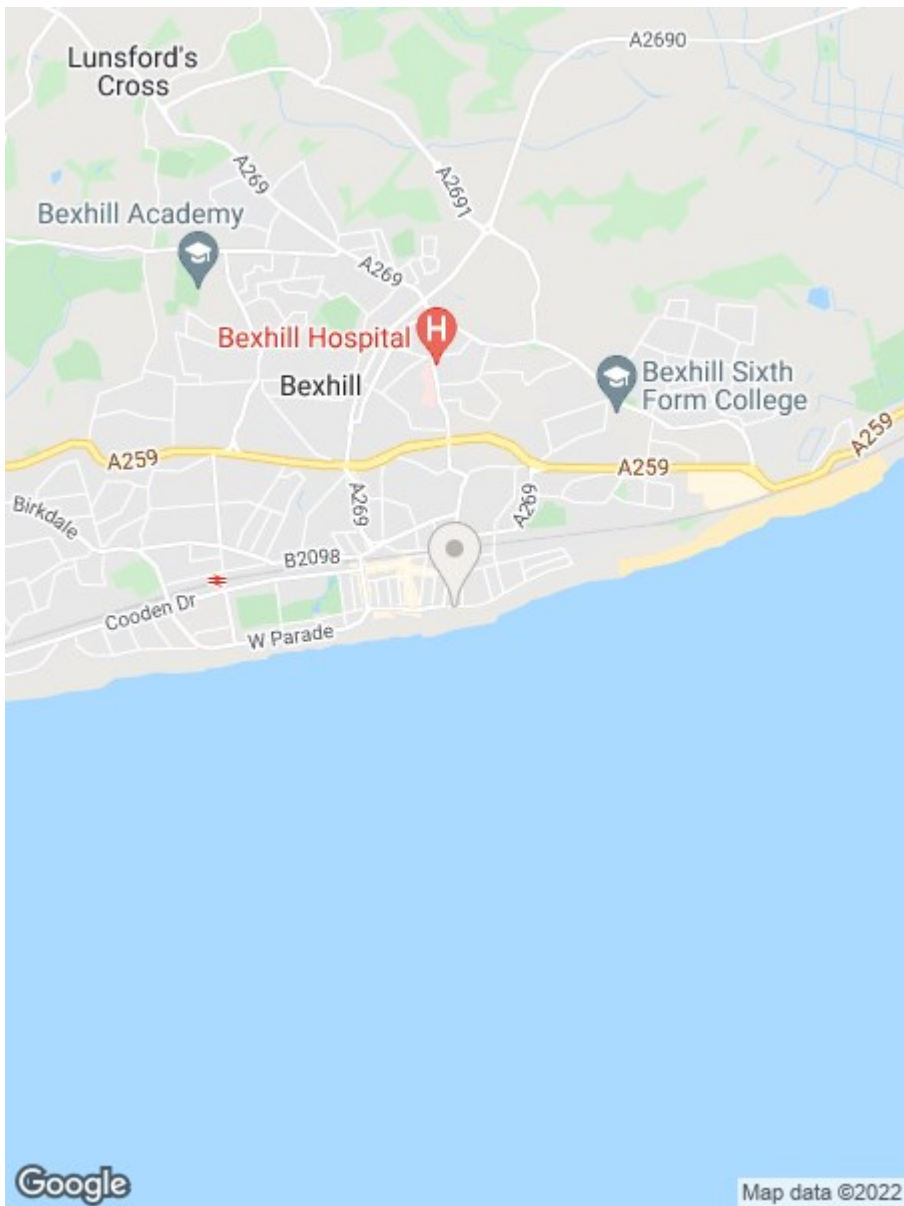 A2690
Lunsford's
Cross
A269
A2691
Bexhill Academy
A269
Bexhill Hospital
H
Bexhill
Bexhill Sixth
Form College
A259
A259
A259
Birkdale
A269
A269
B2098
Cooden Dr
W Parade
Google
Map data ©2022